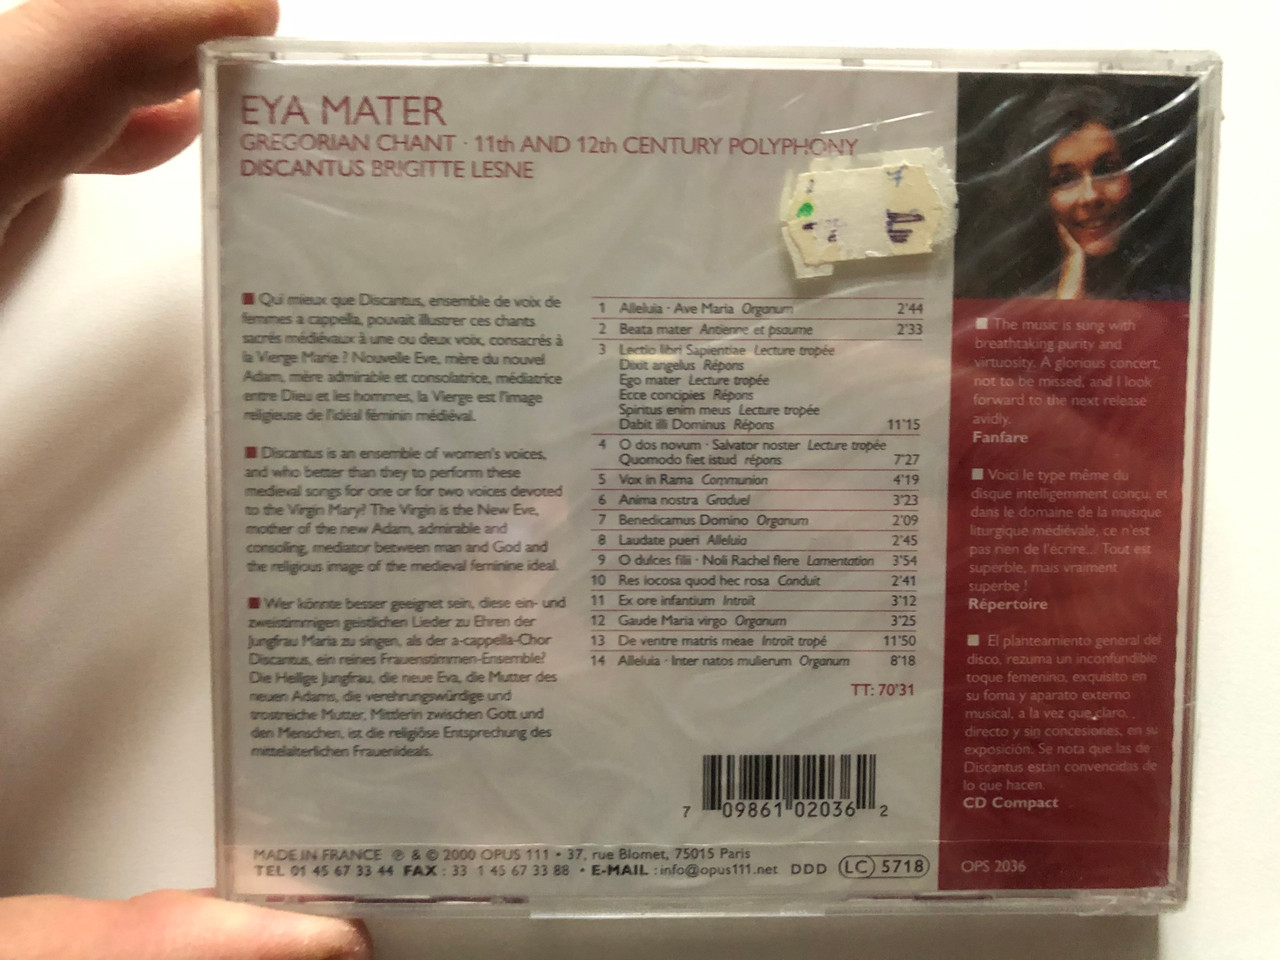 EYA MATER
GREGORIAN CHANT · 11th AND 12th CENTURY POLYPHONY
DISCANTUS BRIGITTE LESNE
Qui mieux que Discantus, ensemble de voix de
femmes a cappella, pouvait illustrer ces chants
sacrés médiévaux à une ou deux voix, consacrés à
la Vierge Marie ? Nouvelle Eve, mère du nouvel
Adam, mère admirable et consolatrice, médiatrice
entre Dieu et les hommes, la Vierge est l'image
religieuse de l'idéal féminin médiéval.
Discantus is an ensemble of women's voices,
and who better than they to perform these
medieval songs for one or for two voices devoted
to the Virgin Mary? The Virgin is the New Eve,
mother of the new Adam, admirable and
consoling, mediator between man and God and
the religious image of the medieval feminine ideal.
Wer könnte besser geeignet sein, diese ein- und
zweistimmigen geistlichen Lieder zu Ehren der
Jungfrau Maria zu singen, als der a-cappella-Chor
Discantus, ein reines Frauenstimmen-Ensemble?
Die Heilige Jungfrau, die neue Eva, die Mutter des
neuen Adams, die verehrungswürdige und
trostreiche Mutter, Mittlerin zwischen Gott und
den Menschen, ist die religiöse Entsprechung des
mittelalterlichen Frauenideals.
1 Alleluia · Ave Maria Organum 2'44
2 Beata mater Antienne et psaume 2'33
3 Lectio libri Sapientiae Lecture tropée
Dixit angelus Répons
Ego mater Lecture tropée
Ecce concipies Répons
Spiritus enim meus Lecture tropée
Dabit illi Dominus Répons 11'15
4 O dos novum · Salvator noster Lecture tropée
Quomodo fiet istud répons 7'27
5 Vox in Rama Communion 4'19
6 Anima nostra Graduel 3'23
7 Benedicamus Domino Organum 2'09
8 Laudate pueri Alleluia 2'45
9 O dulces filii · Noli Rachel flere Lamentation 3'54
10 Res iocosa quod hec rosa Conduit 2'41
11 Ex ore infantium Introït 3'12
12 Gaude Maria virgo Organum 3'25
13 De ventre matris meae Introït tropé 11'50
14 Alleluia · Inter natos mulierum Organum 8'18
TT: 70'31
7 09861 02036 2
The music is sung with
breathtaking purity and
virtuosity. A glorious concert,
not to be missed, and I look
forward to the next release
avidly.
Fanfare
Voici le type même du
disque intelligemment conçu, et
dans le domaine de la musique
liturgique médiévale, ce n'est
pas rien de l'écrire... Tout est
superble, mais vraiment
superbe !
Répertoire
El planteamiento general del
disco, rezuma un inconfundible
toque femenino, exquisito en
su foma y aparato externo
musical, a la vez que claro,
directo y sin concesiones, en su
exposición. Se nota que las de
Discantus están convencidas de
lo que hacen.
CD Compact
MADE IN FRANCE ℗ & © 2000 OPUS 111 • 37, rue Blomet, 75015 Paris
TEL 01 45 67 33 44 FAX : 33 1 45 67 33 88 • E-MAIL : info@opus111.net DDD LC 5718
OPS 2036